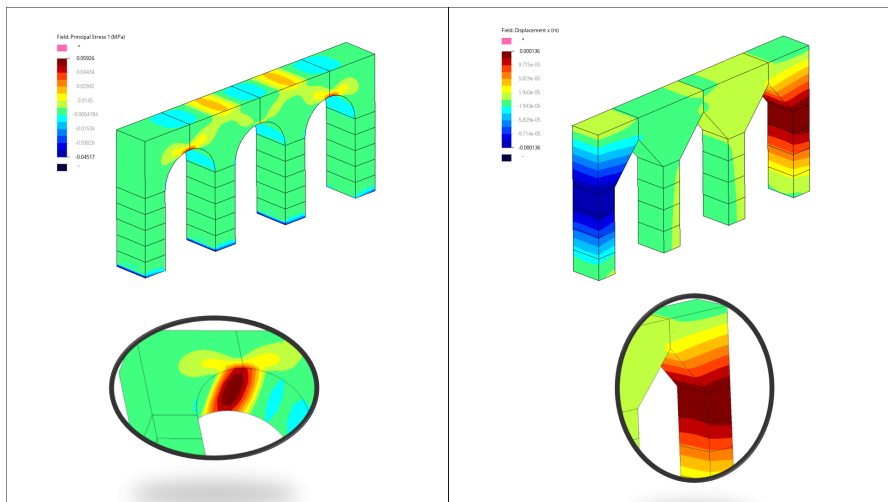 Field: Principal Stress 1 (MPa)
+
0.05926
0.04434
0.02942
0.0145
-0.0004184
-0.01534
-0.03026
-0.04517
-
Field: Displacement x (m)
+
0.000136
9.715e-05
5.829e-05
1.943e-05
-1.943e-05
-5.829e-05
-9.714e-05
-0.000136
-